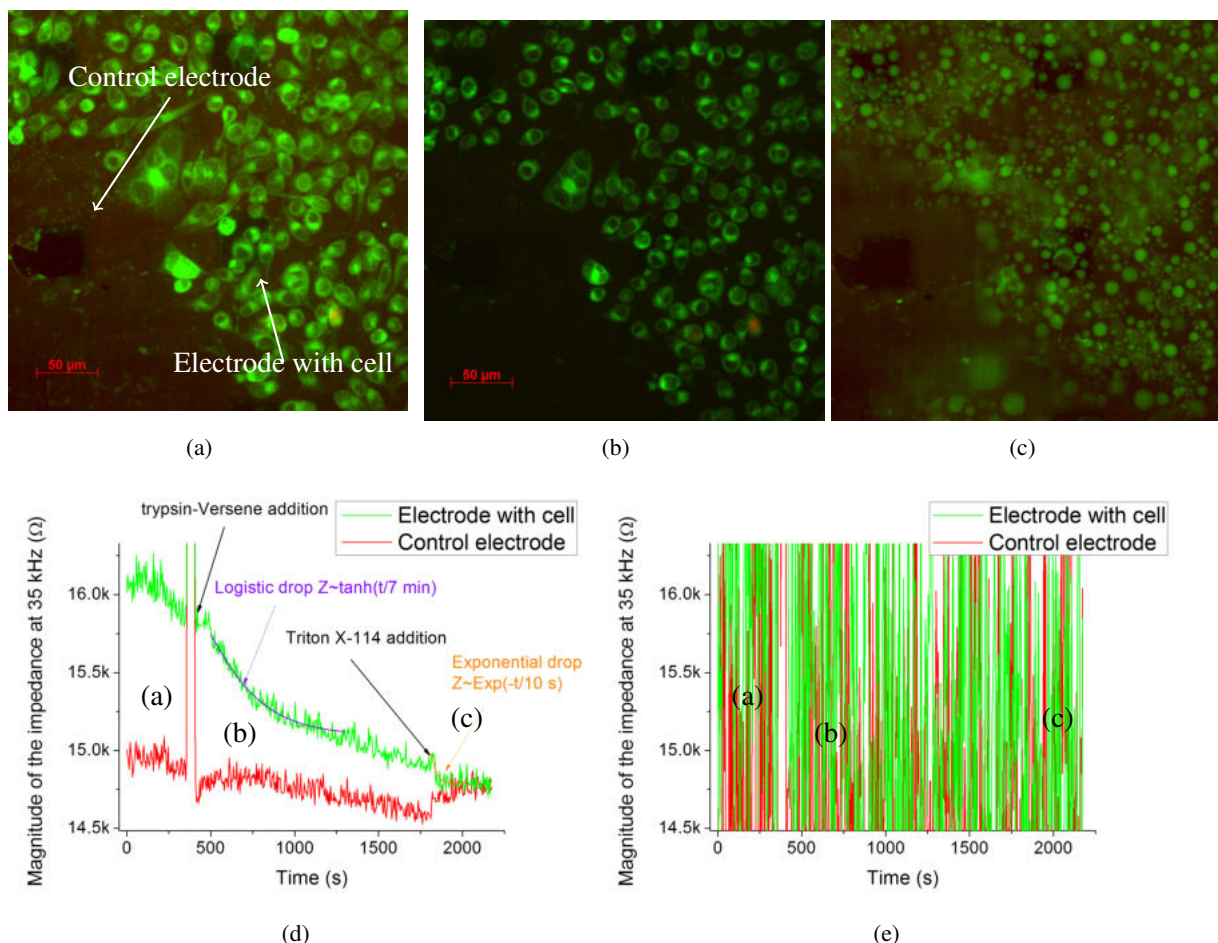 Control electrode
Electrode with cell
50 µm
50 µm
(a)
(b)
(c)
trypsin-Versene addition
Electrode with cell
Control electrode
Logistic drop Z~tanh(t/7 min)
Triton X-114 addition
Exponential drop
Z~Exp(-t/10 s)
(a)
(b)
(c)
Magnitude of the impedance at 35 kHz (Ω)
16.0k
15.5k
15.0k
14.5k
0
500
1000
1500
2000
Time (s)
(d)
Electrode with cell
Control electrode
(a)
(b)
(c)
Magnitude of the impedance at 35 kHz (Ω)
16.0k
15.5k
15.0k
14.5k
0
500
1000
1500
2000
Time (s)
(e)